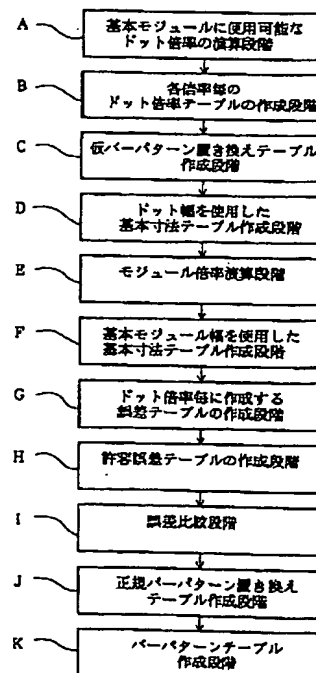 A
基本モジュールに使用可能な
ドット倍率の演算段階
B
各倍率毎の
ドット倍率テーブルの作成段階
C
仮バーパターン置き換えテーブル
作成段階
D
ドット幅を使用した
基本寸法テーブル作成段階
E
モジュール倍率演算段階
F
基本モジュール幅を使用した
基本寸法テーブル作成段階
G
ドット倍率毎に作成する
誤差テーブルの作成段階
H
許容誤差テーブルの作成段階
I
誤差比較段階
J
正規バーパターン置き換え
テーブル作成段階
K
バーパターンテーブル
作成段階